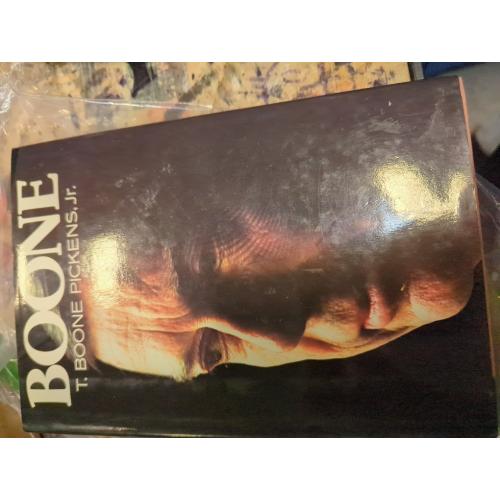 BOONE
T. BOONE PICKENS, Jr.